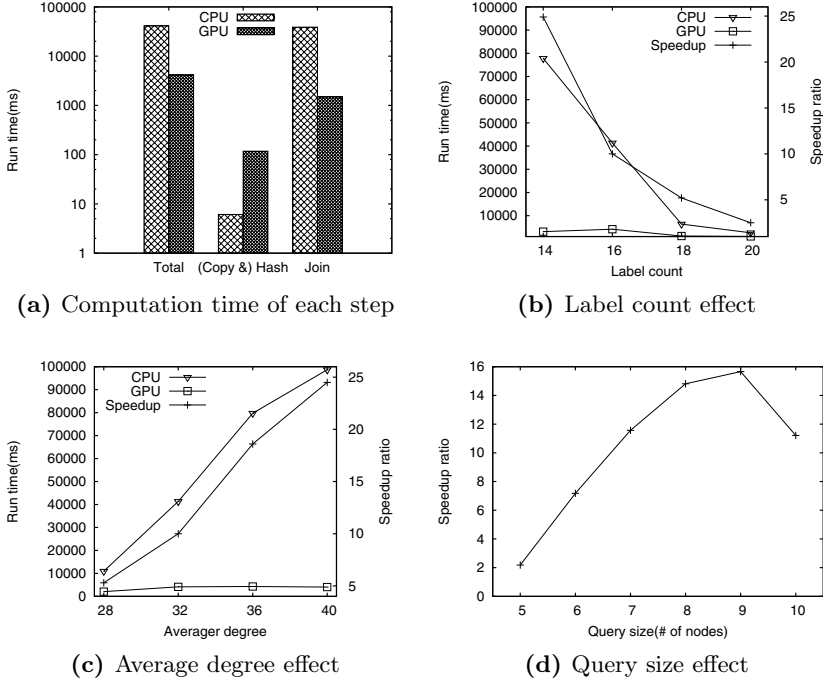 100000
10000
1000
100
10
1
Run time(ms)
CPU
GPU
Total
(Copy &) Hash
Join
(a) Computation time of each step
100000
90000
80000
70000
60000
50000
40000
30000
20000
10000
Run time(ms)
CPU
GPU
Speedup
25
20
15
10
5
Speedup ratio
14
16
18
20
Label count
(b) Label count effect
100000
90000
80000
70000
60000
50000
40000
30000
20000
10000
0
Run time(ms)
CPU
GPU
Speedup
25
20
15
10
5
Speedup ratio
28
32
36
40
Averager degree
(c) Average degree effect
16
14
12
10
8
6
4
2
0
Speedup ratio
5
6
7
8
9
10
Query size(# of nodes)
(d) Query size effect